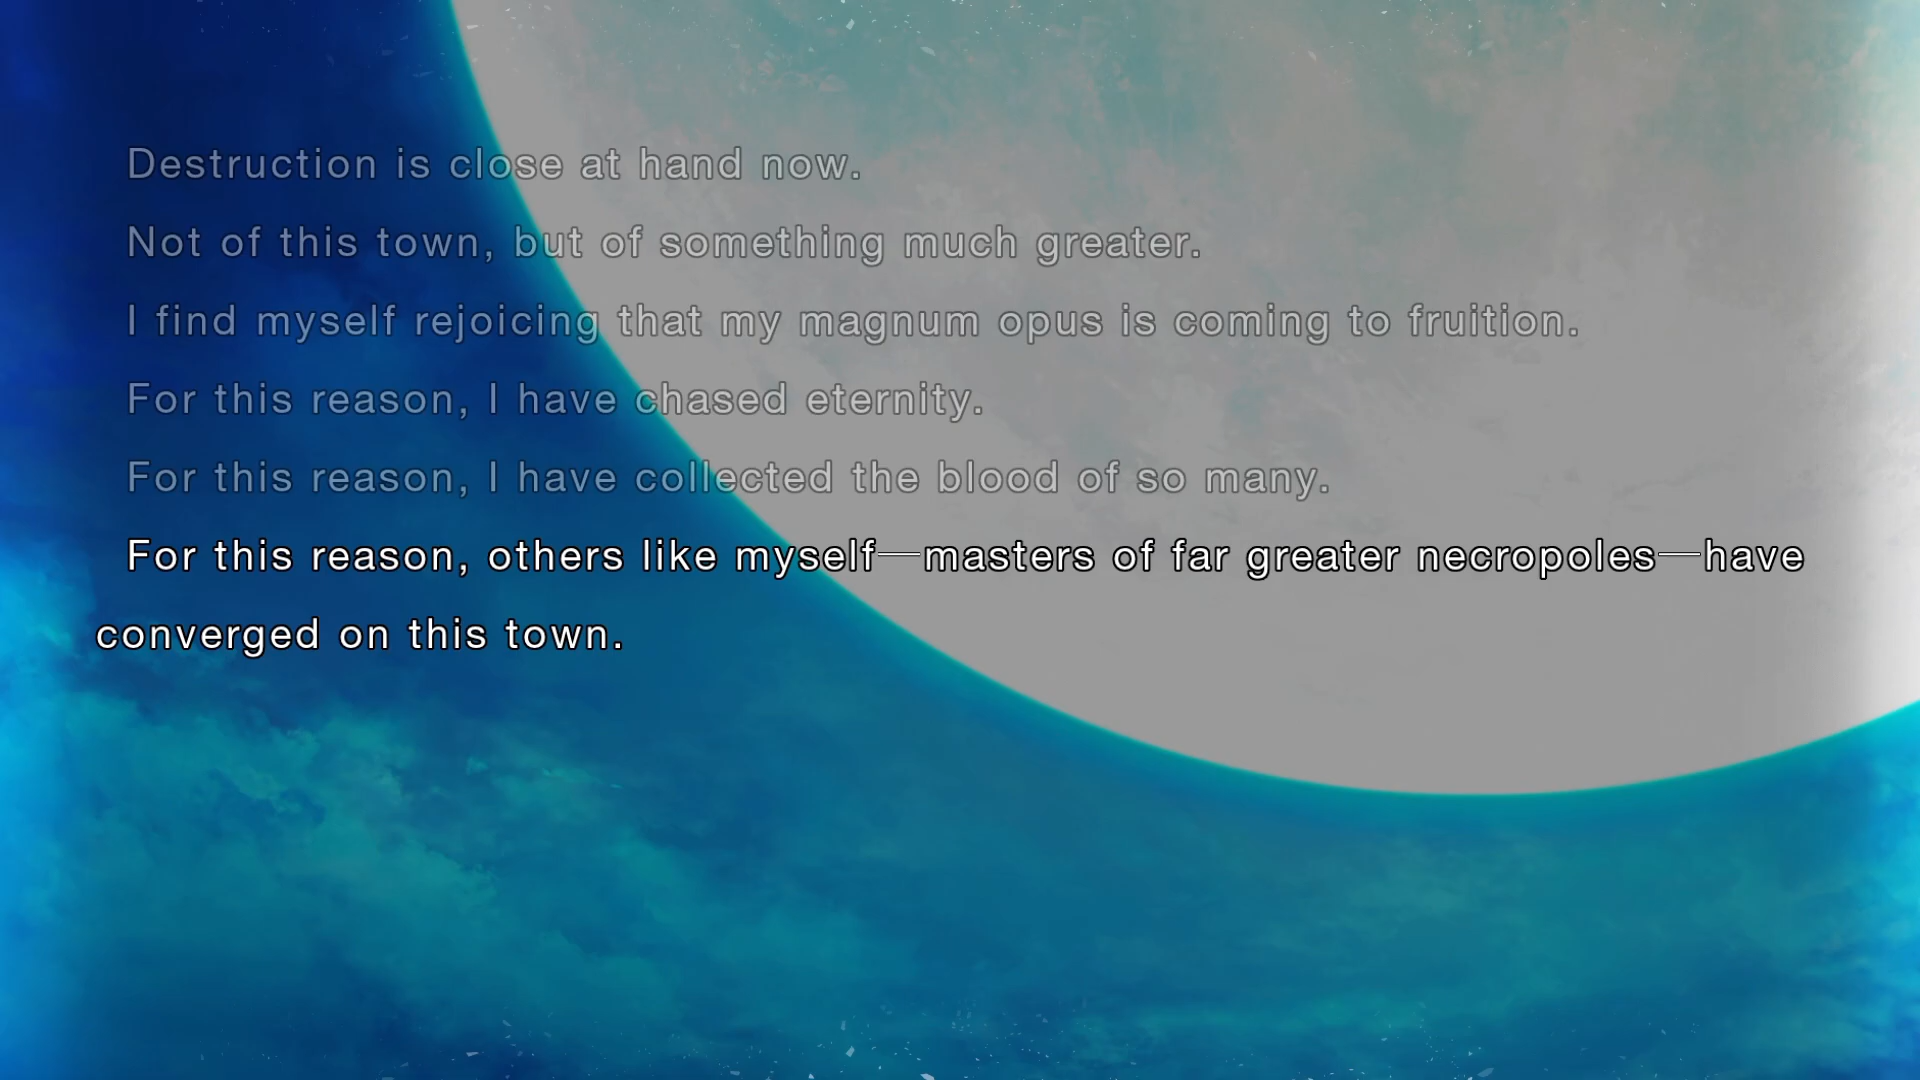 Destruction is close at hand now.
Not of this town, but of something much greater.
I find myself rejoicing that my magnum opus is coming to fruition.
For this reason, I have chased eternity.
For this reason, I have collected the blood of so many.
For this reason, others like myself—masters of far greater necropoles—have
converged on this town.